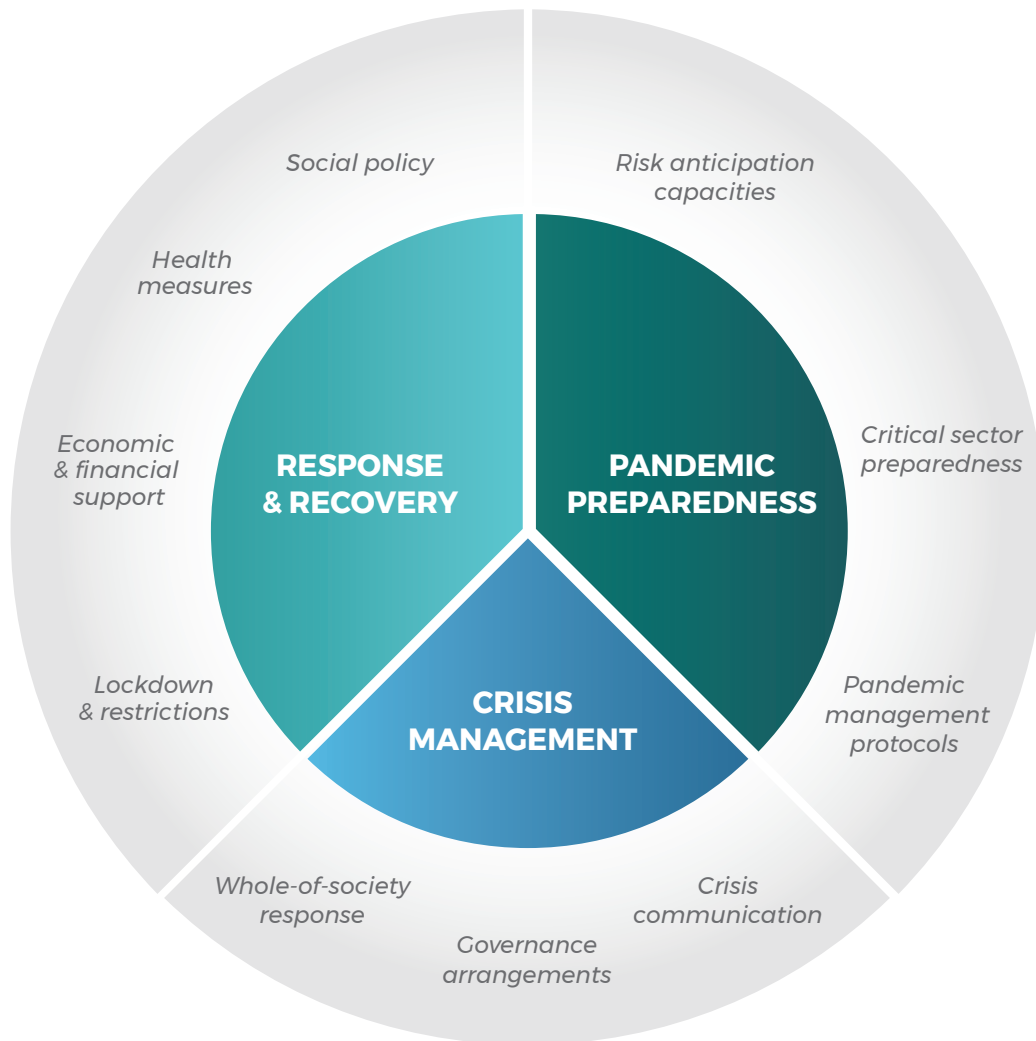 Social policy
Risk anticipation
capacities
Health
measures
Economic
& financial
support
RESPONSE
& RECOVERY
PANDEMIC
PREPAREDNESS
Critical sector
preparedness
Lockdown
& restrictions
CRISIS
MANAGEMENT
Pandemic
management
protocols
Whole-of-society
response
Governance
arrangements
Crisis
communication